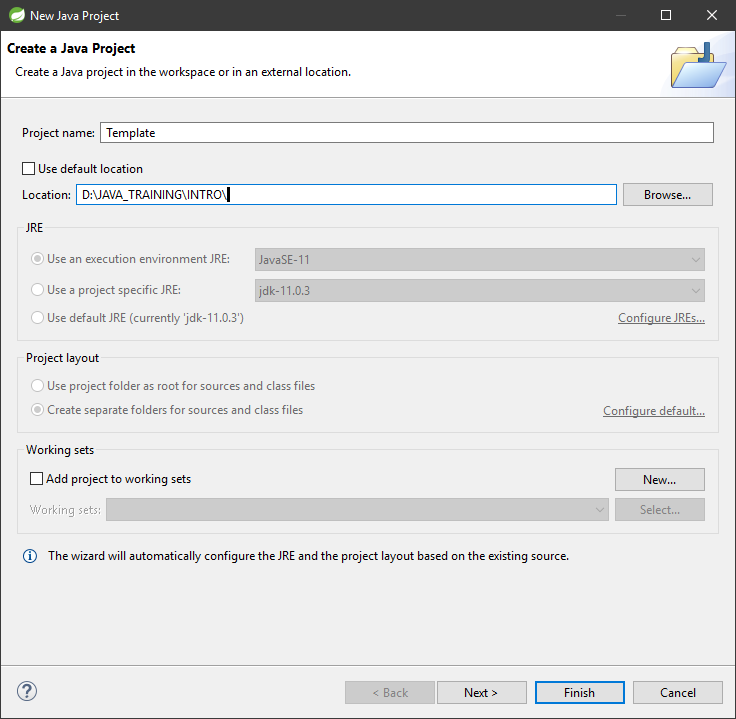 New Java Project
Create a Java Project
Create a Java project in the workspace or in an external location.
Project name: Template
Use default location
Location: D:\JAVA_TRAINING\INTRO\ Browse...
JRE
Use an execution environment JRE: JavaSE-11
Use a project specific JRE: jdk-11.0.3
Use default JRE (currently 'jdk-11.0.3') Configure JREs...
Project layout
Use project folder as root for sources and class files
Create separate folders for sources and class files Configure default...
Working sets
Add project to working sets New...
Working sets: Select...
The wizard will automatically configure the JRE and the project layout based on the existing source.
? < Back Next > Finish Cancel